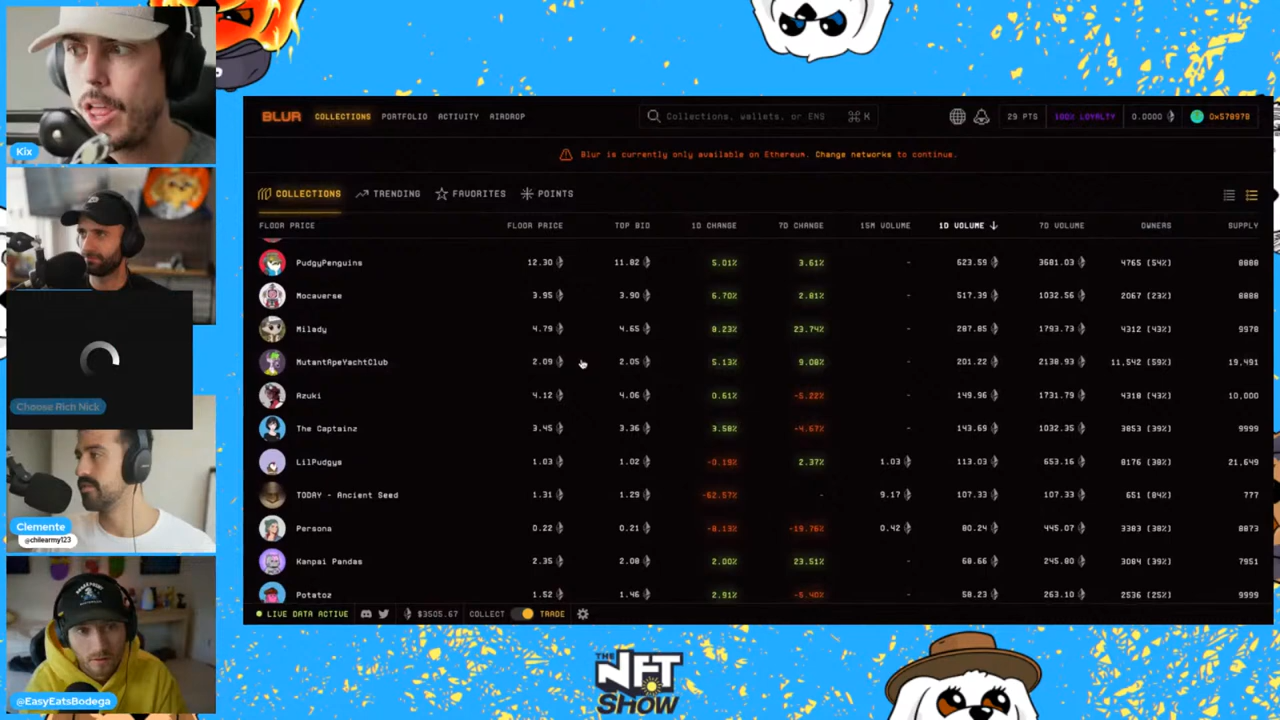 Kix
Choose Rich Nick
Clemente
@chilearmy123
@EasyEatsBodega
BLUR COLLECTIONS PORTFOLIO ACTIVITY AIRDROP
Collections, wallets, or ENS ⌘ K
29 PTS 100% LOYALTY 0.0000 0x578978
Blur is currently only available on Ethereum. Change networks to continue.
COLLECTIONS TRENDING FAVORITES POINTS
FLOOR PRICE FLOOR PRICE TOP BID 1D CHANGE 7D CHANGE 15M VOLUME 1D VOLUME ↓ 7D VOLUME OWNERS SUPPLY
PudgyPenguins 12.30 11.82 5.01% 3.61% - 623.59 3681.03 4765 (54%) 8888
Mocaverse 3.95 3.90 6.70% 2.81% - 517.39 1032.56 2067 (23%) 8888
Milady 4.79 4.65 8.23% 23.74% - 287.85 1793.73 4312 (43%) 9978
MutantApeYachtClub 2.09 2.05 5.13% 9.08% - 201.22 2138.93 11,542 (59%) 19,491
Azuki 4.12 4.06 0.61% -5.22% - 149.96 1731.79 4318 (43%) 10,000
The Captainz 3.45 3.36 3.58% -4.67% - 143.69 1032.35 3853 (39%) 9999
LilPudgys 1.03 1.02 -0.19% 2.37% 1.03 113.03 653.16 8176 (38%) 21,649
TODAY - Ancient Seed 1.31 1.29 -62.57% - 9.17 107.33 107.33 651 (84%) 777
Persona 0.22 0.21 -8.13% -19.76% 0.42 80.24 445.07 3383 (38%) 8873
Kanpai Pandas 2.35 2.08 2.00% 23.51% - 68.66 245.80 3084 (39%) 7951
Potatoz 1.52 1.46 2.91% -5.40% - 58.23 263.10 2536 (25%) 9999
LIVE DATA ACTIVE $3505.67 COLLECT TRADE
THE
NFT
SHOW